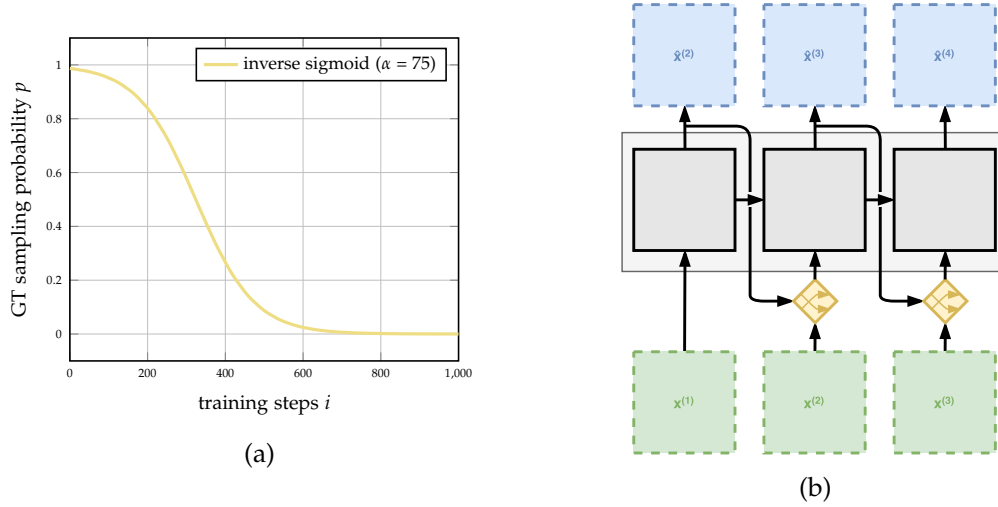 GT sampling probability p
1
0.8
0.6
0.4
0.2
0
0 200 400 600 800 1,000
training steps i
inverse sigmoid (α = 75)
(a)
x̂⁽²⁾ x̂⁽³⁾ x̂⁽⁴⁾
x⁽¹⁾ x⁽²⁾ x⁽³⁾
(b)